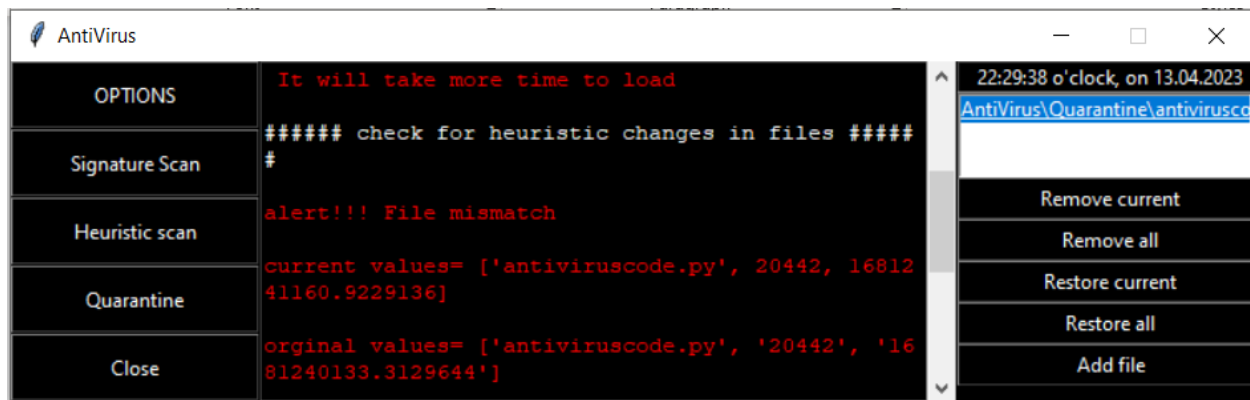 AntiVirus
OPTIONS
Signature Scan
Heuristic scan
Quarantine
Close
It will take more time to load
###### check for heuristic changes in files #####
#
alert!!! File mismatch
current values= ['antiviruscode.py', 20442, 16812
41160.9229136]
orginal values= ['antiviruscode.py', '20442', '16
81240133.3129644']
22:29:38 o'clock, on 13.04.2023
AntiVirus\Quarantine\antivirusco
Remove current
Remove all
Restore current
Restore all
Add file